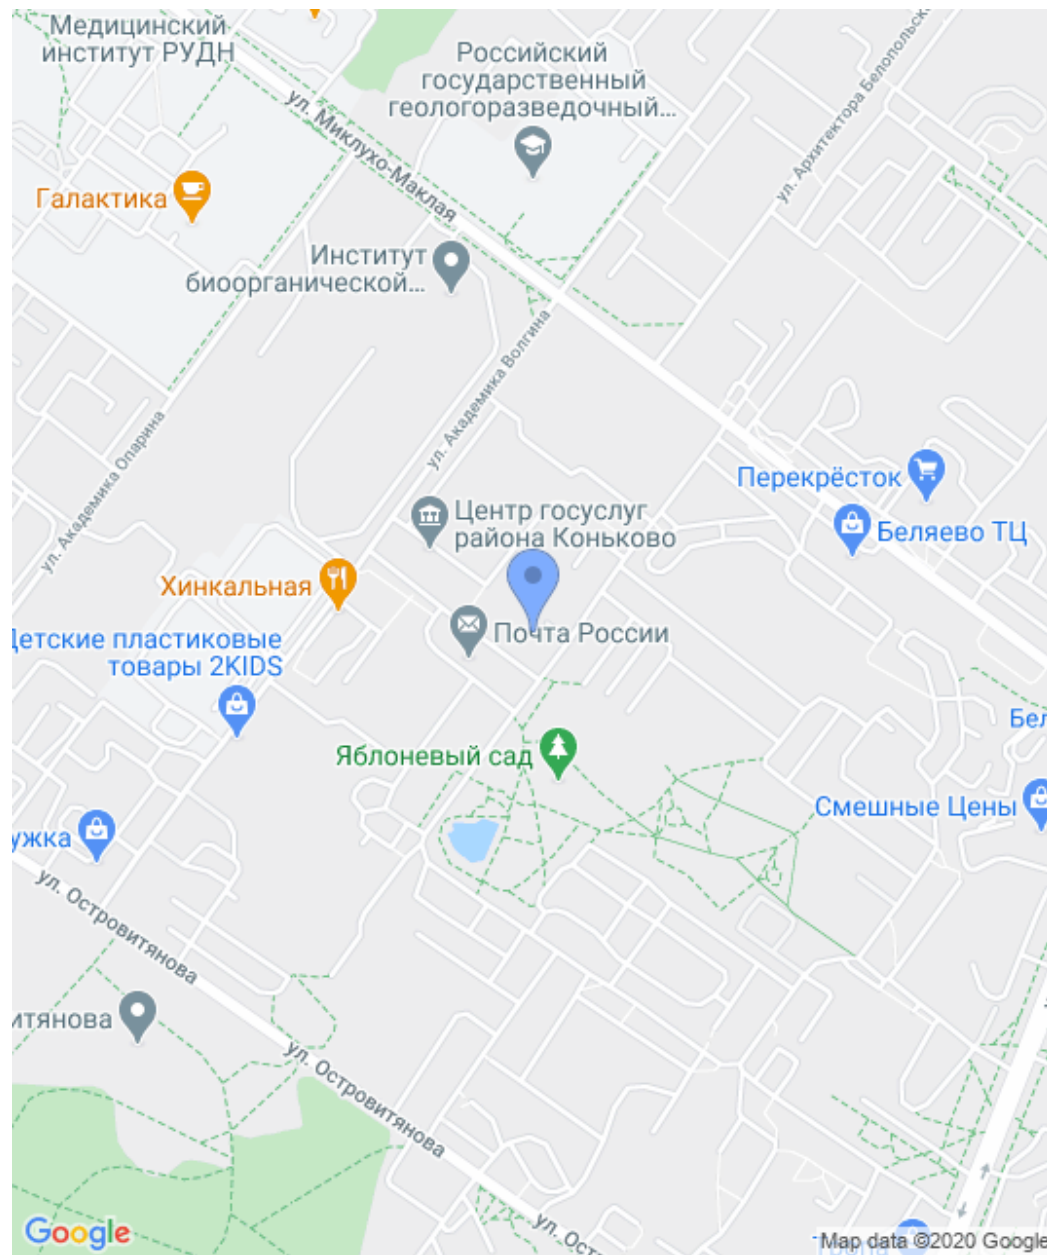 Медицинский
институт РУДН
Российский
государственный
геологоразведочный...
ул. Архитектора Белопольск
ул. Миклухо-Маклая
Галактика
Институт
биоорганической...
ул. Академика Волгина
ул. Академика Опарина
Перекрёсток
Беляево ТЦ
Центр госуслуг
района Коньково
Хинкальная
Почта России
Детские пластиковые
товары 2KIDS
Бел
Яблоневый сад
Смешные Цены
ужка
ул. Островитянова
итянова
ул. Островитянова
ул. Ост
Google
Map data ©2020 Google